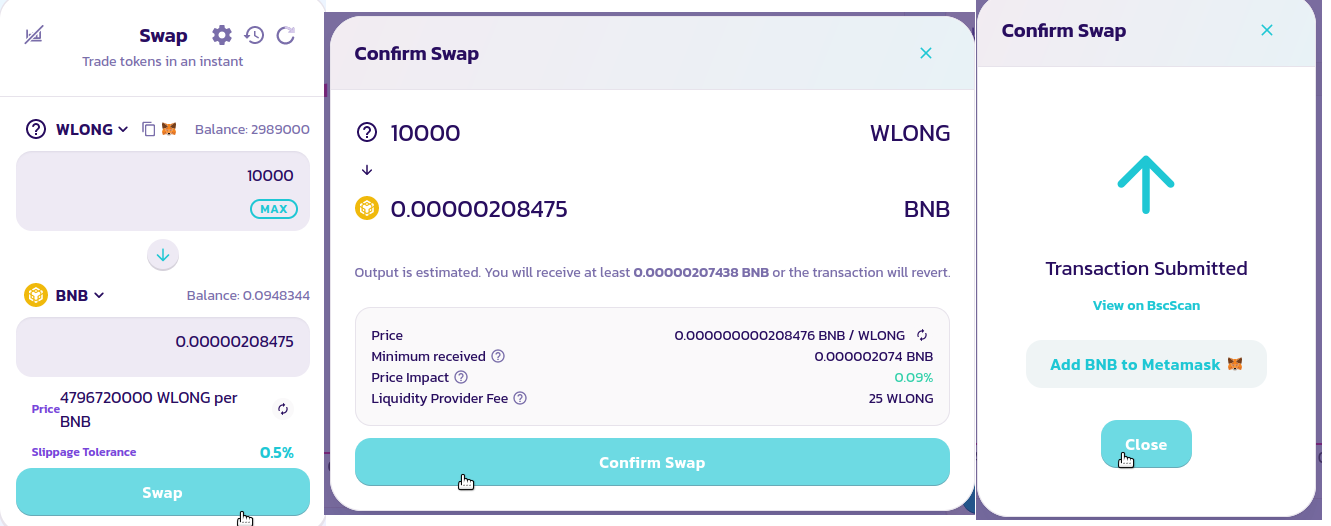 Swap
Trade tokens in an instant
WLONG Balance: 2989000
10000
MAX
BNB Balance: 0.0948344
0.00000208475
Price 4796720000 WLONG per
BNB
Slippage Tolerance 0.5%
Swap
Confirm Swap
10000 WLONG
0.00000208475 BNB
Output is estimated. You will receive at least 0.00000207438 BNB or the transaction will revert.
Price 0.000000000208476 BNB / WLONG
Minimum received 0.000002074 BNB
Price Impact 0.09%
Liquidity Provider Fee 25 WLONG
Confirm Swap
Confirm Swap
Transaction Submitted
View on BscScan
Add BNB to Metamask
Close